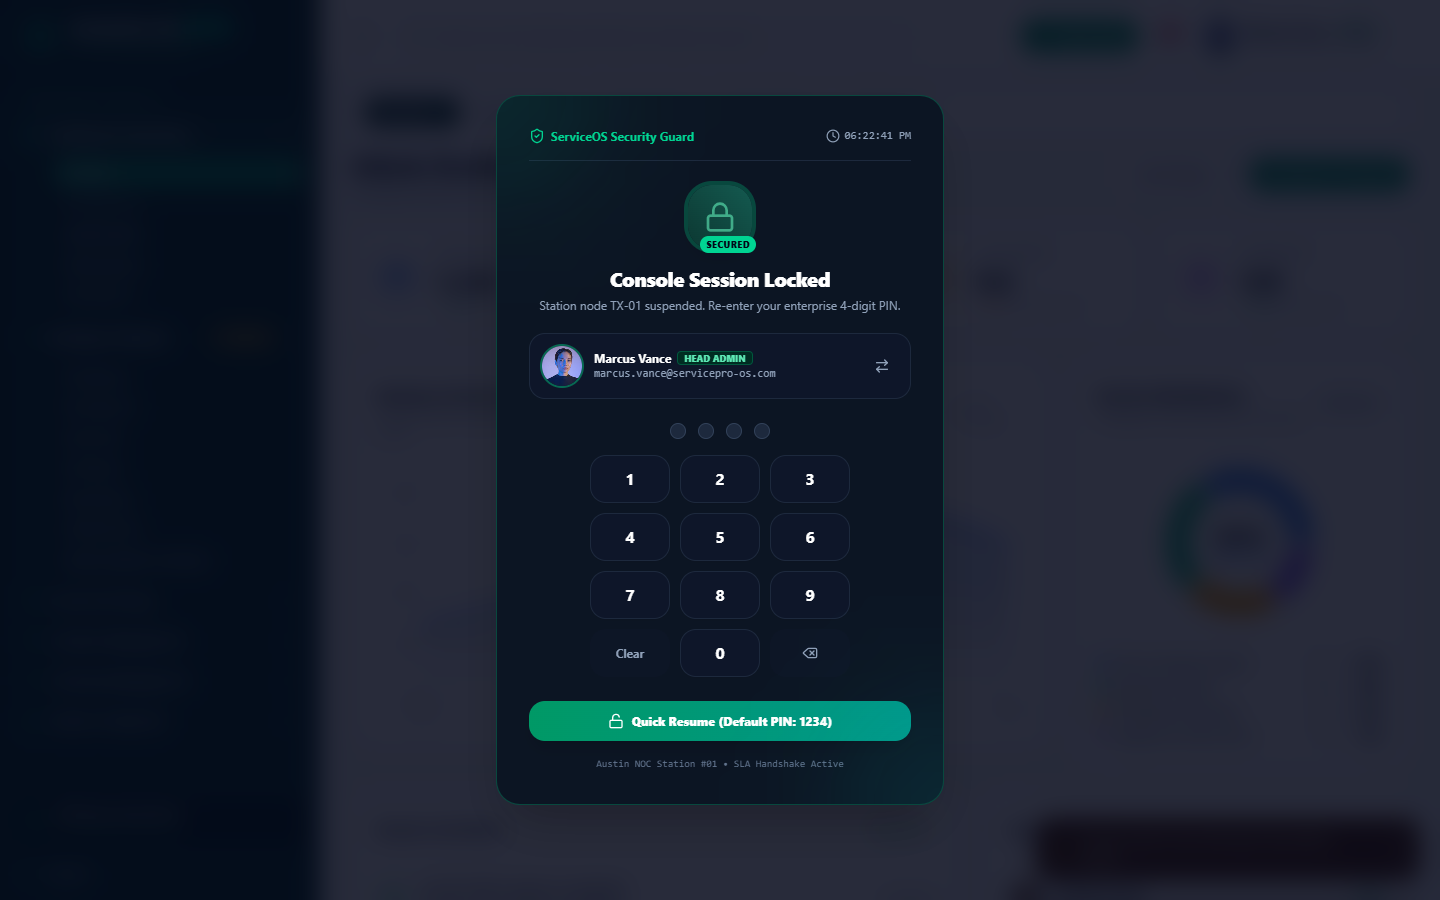 ServiceOS Security Guard
06:22:41 PM
SECURED
Console Session Locked
Station node TX-01 suspended. Re-enter your enterprise 4-digit PIN.
Marcus Vance HEAD ADMIN
marcus.vance@servicepro-os.com
1 2 3
4 5 6
7 8 9
Clear 0
Quick Resume (Default PIN: 1234)
Austin NOC Station #01 • SLA Handshake Active